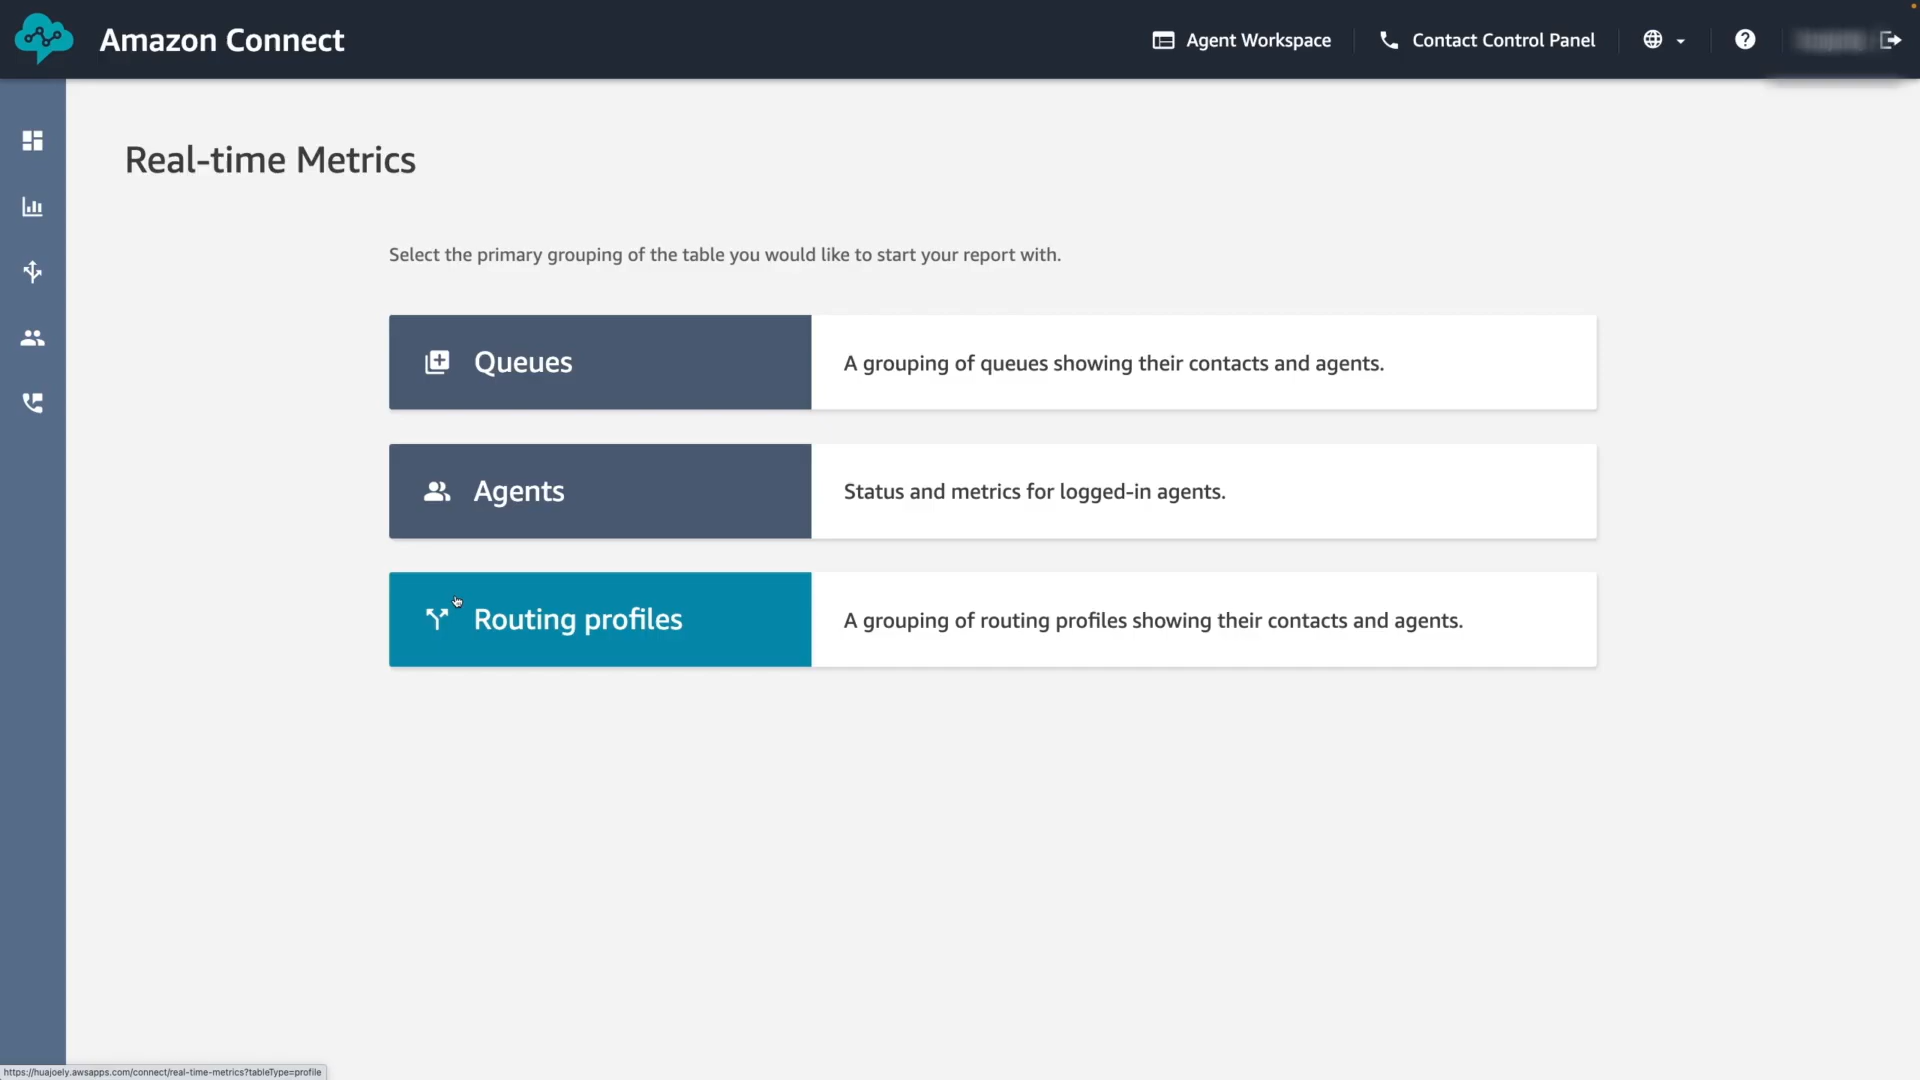 Amazon Connect
Agent Workspace
Contact Control Panel
Real-time Metrics
Select the primary grouping of the table you would like to start your report with.
Queues
A grouping of queues showing their contacts and agents.
Agents
Status and metrics for logged-in agents.
Routing profiles
A grouping of routing profiles showing their contacts and agents.
https://huajoely.awsapps.com/connect/real-time-metrics?tableType=profile